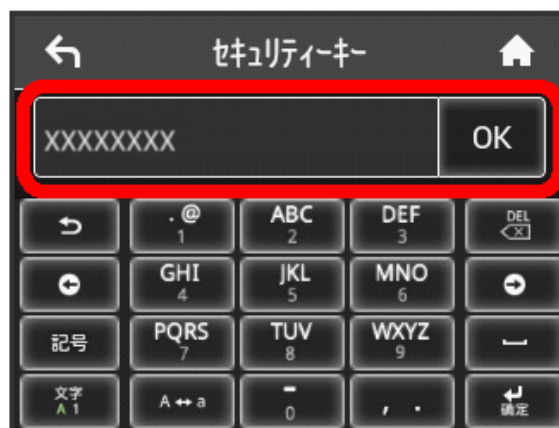 セキュリティーキー
XXXXXXXX OK
. @ ABC DEF DEL
1 2 3
GHI JKL MNO
4 5 6
記号 PQRS TUV WXYZ
7 8 9
文字 A ⇔ a - , . 確定
A 1 0